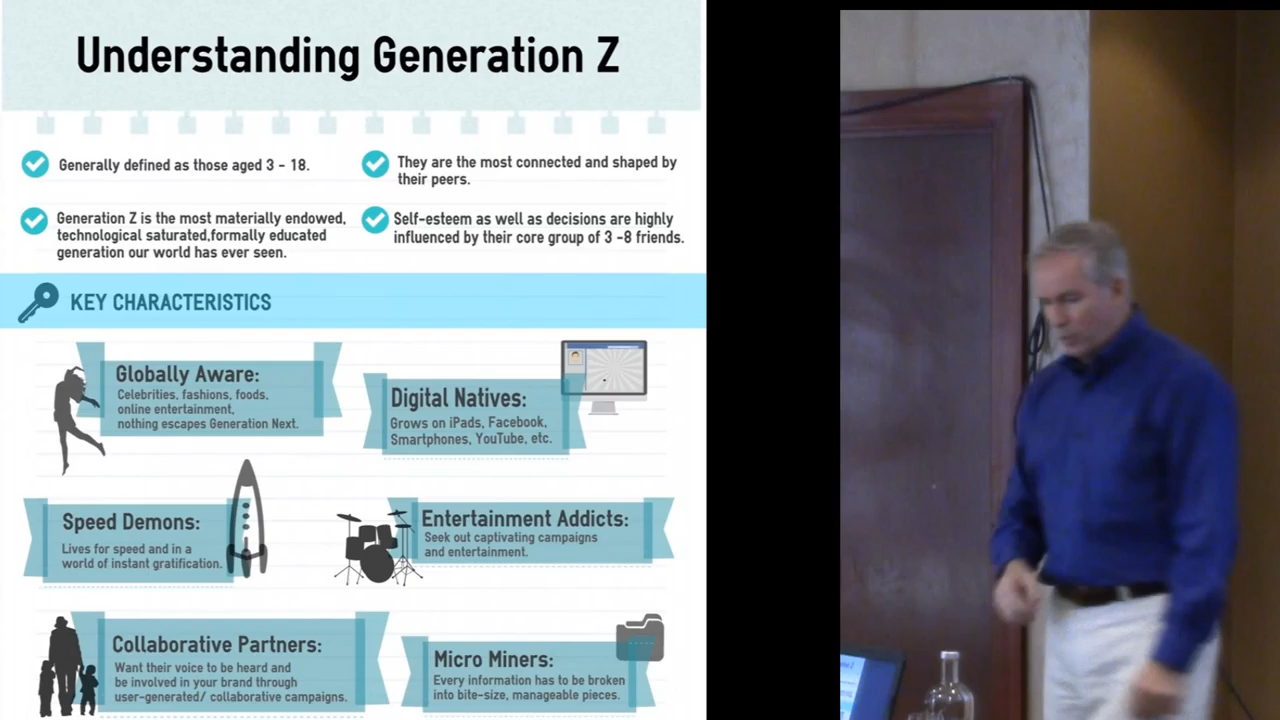 Understanding Generation Z
Generally defined as those aged 3 - 18.
They are the most connected and shaped by
their peers.
Generation Z is the most materially endowed,
technological saturated,formally educated
generation our world has ever seen.
Self-esteem as well as decisions are highly
influenced by their core group of 3 -8 friends.
KEY CHARACTERISTICS
Globally Aware:
Celebrities, fashions, foods,
online entertainment,
nothing escapes Generation Next.
Digital Natives:
Grows on iPads, Facebook,
Smartphones, YouTube, etc.
Speed Demons:
Lives for speed and in a
world of instant gratification.
Entertainment Addicts:
Seek out captivating campaigns
and entertainment.
Collaborative Partners:
Want their voice to be heard and
be involved in your brand through
user-generated/ collaborative campaigns.
Micro Miners:
Every information has to be broken
into bite-size, manageable pieces.